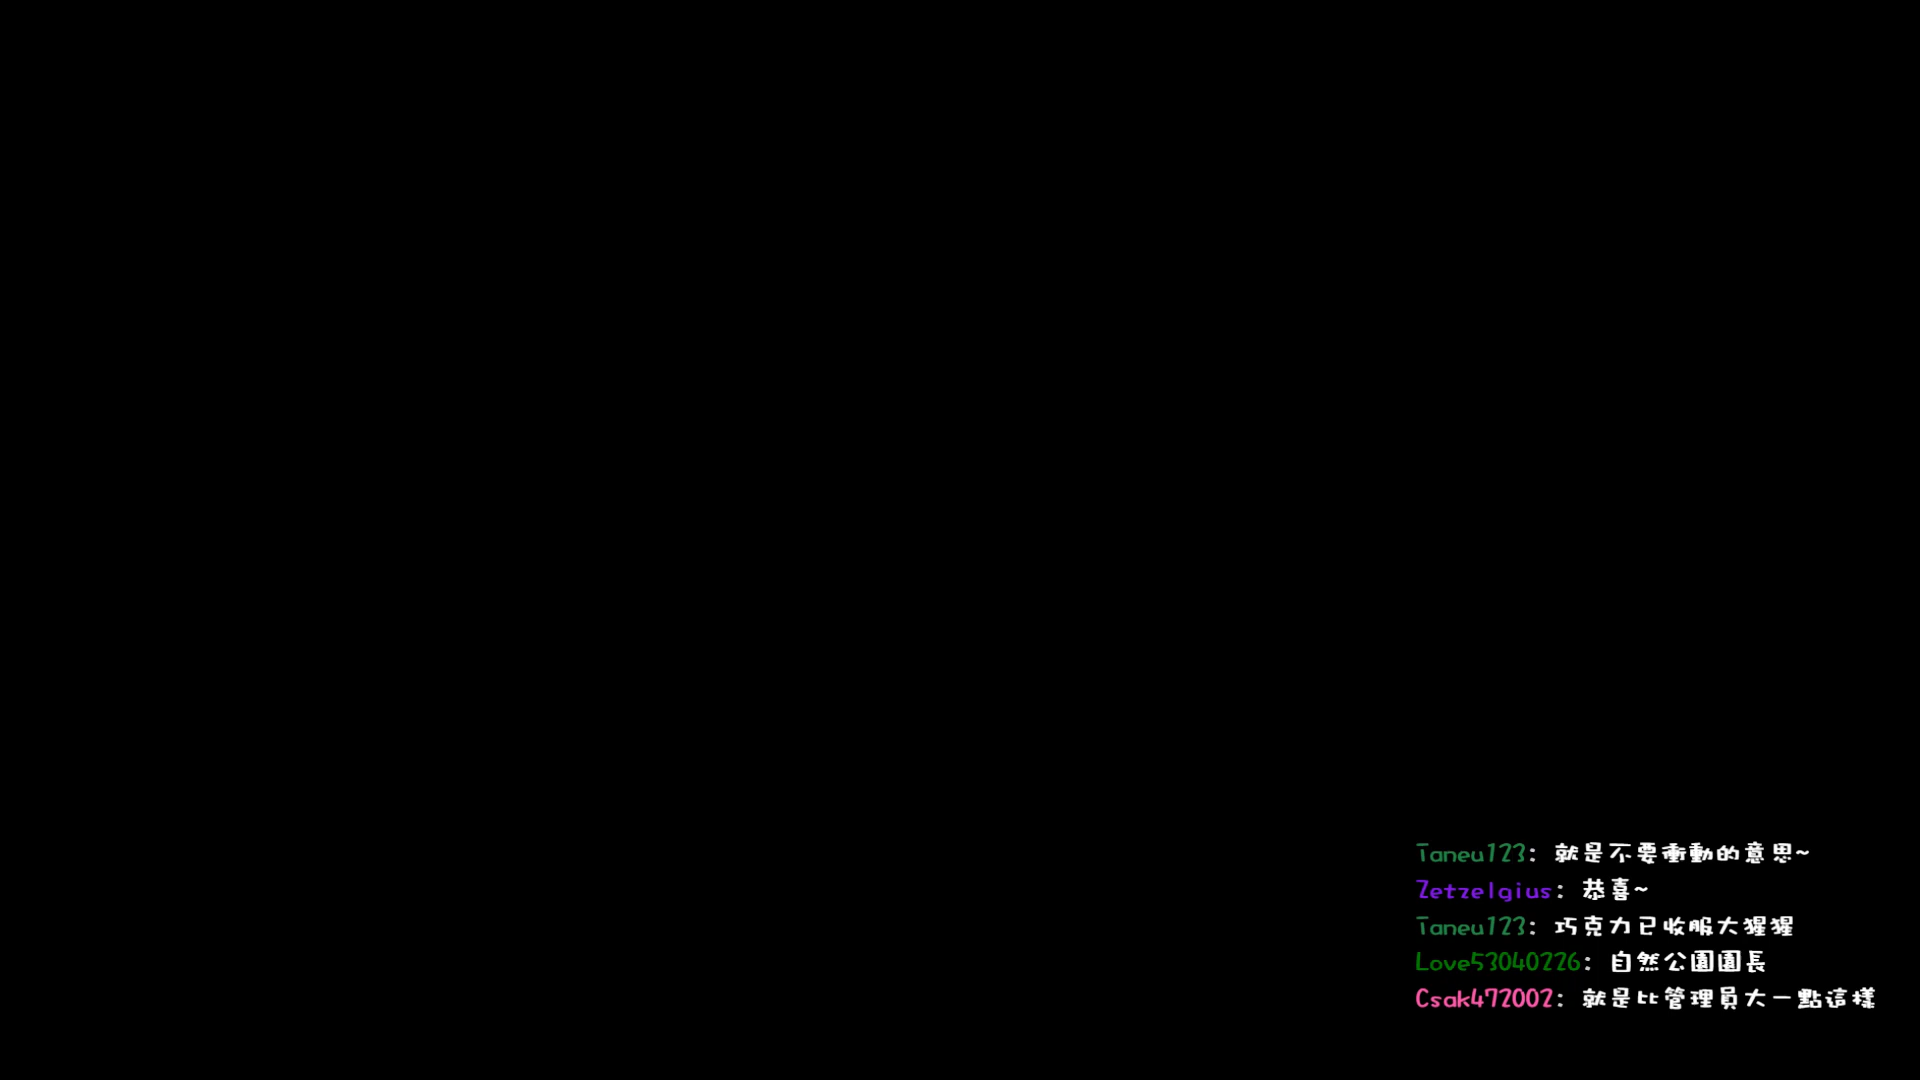 Taneu123: 就是不要衝動的意思~
Zetzelgius: 恭喜~
Taneu123: 巧克力已收服大猩猩
Love53040226: 自然公園園長
Csak472002: 就是比管理員大一點這樣